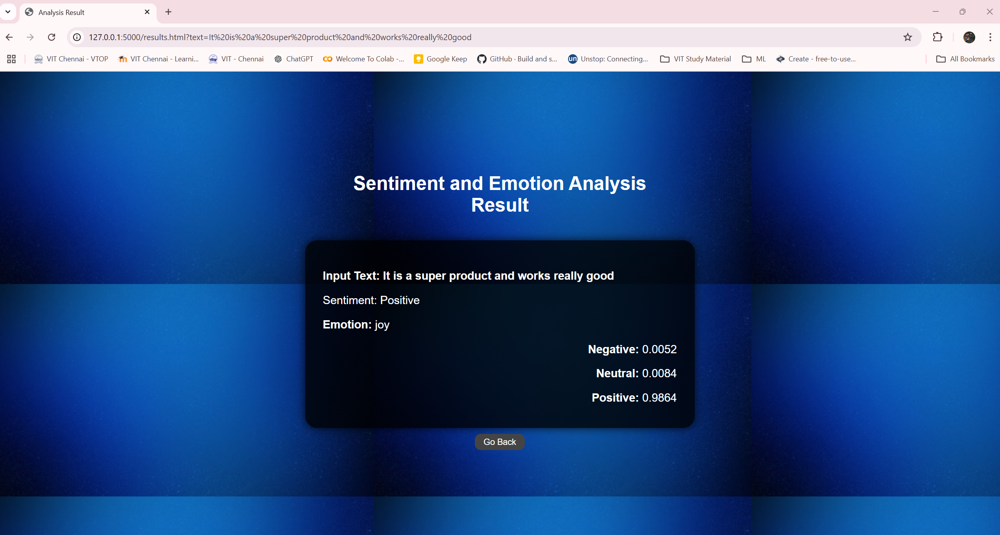 Analysis Result
127.0.0.1:5000/results.html?text=It%20is%20a%20super%20product%20and%20works%20really%20good
VIT Chennai - VTOP VIT Chennai - Learni... VIT - Chennai ChatGPT Welcome To Colab -... Google Keep GitHub · Build and s... un Unstop: Connecting... VIT Study Material ML Create - free-to-use... All Bookmarks
Sentiment and Emotion Analysis
Result
Input Text: It is a super product and works really good
Sentiment: Positive
Emotion: joy
Negative: 0.0052
Neutral: 0.0084
Positive: 0.9864
Go Back